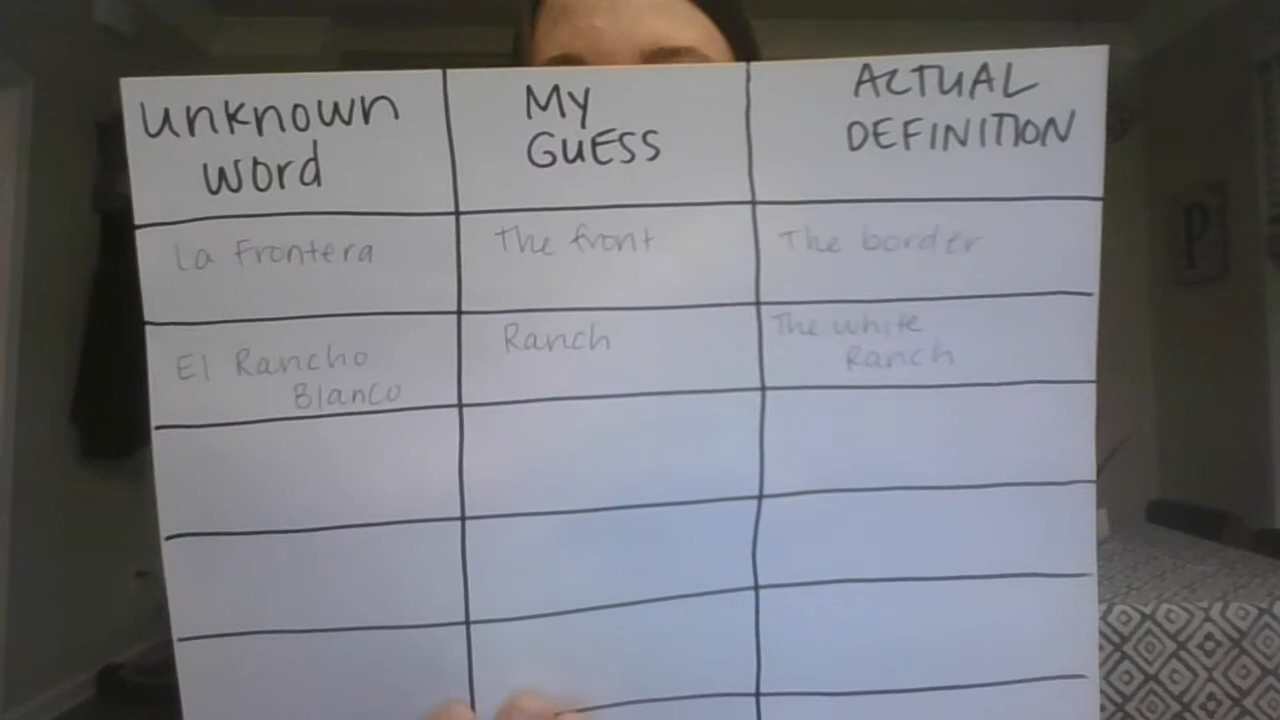 unknown
word
MY
GUESS
ACTUAL
DEFINITION
La Frontera
The front
The border
El Rancho
Blanco
Ranch
The white
Ranch
P